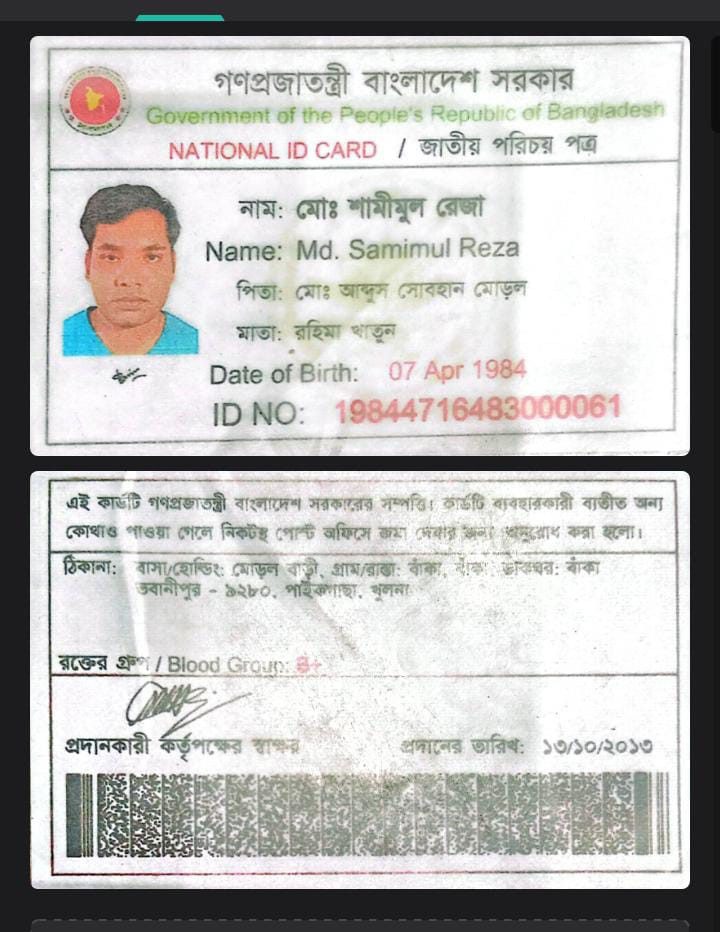 গণপ্রজাতন্ত্রী বাংলাদেশ সরকার
Government of the People's Republic of Bangladesh
NATIONAL ID CARD / জাতীয় পরিচয় পত্র
নাম: মোঃ শামীমুল রেজা
Name: Md. Samimul Reza
পিতা: মোঃ আব্দুস সোবহান মোড়ল
মাতা: রহিমা খাতুন
Date of Birth: 07 Apr 1984
ID NO: 19844716483000061
এই কার্ডটি গণপ্রজাতন্ত্রী বাংলাদেশ সরকারের সম্পত্তি। কার্ডটি ব্যবহারকারী ব্যতীত অন্য
কোথাও পাওয়া গেলে নিকটস্থ পোস্ট অফিসে জমা দেবার জন্য অনুরোধ করা হলো।
ঠিকানা: বাসা/হোল্ডিং: মোড়ল বাড়ী, গ্রাম/রাস্তা: বাঁকা, ডাকঘর: বাঁকা
ভবানীপুর - ৯২৮০, পাইকগাছা, খুলনা
রক্তের গ্রুপ / Blood Group: B+
প্রদানকারী কর্তৃপক্ষের স্বাক্ষর প্রদানের তারিখ: ১৩/১০/২০১৩